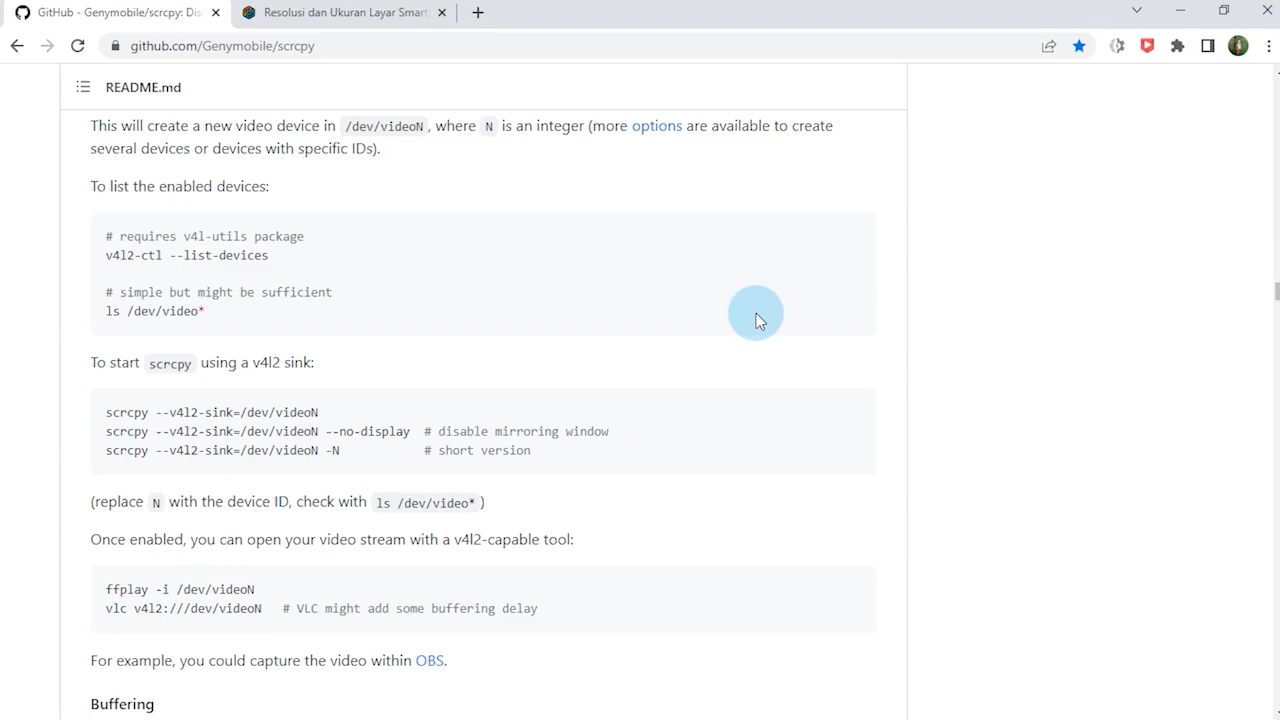 GitHub - Genymobile/scrcpy: Dis
Resolusi dan Ukuran Layar Smart
github.com/Genymobile/scrcpy
README.md
This will create a new video device in /dev/videoN, where N is an integer (more options are available to create
several devices or devices with specific IDs).
To list the enabled devices:
# requires v4l-utils package
v4l2-ctl --list-devices
# simple but might be sufficient
ls /dev/video*
To start scrcpy using a v4l2 sink:
scrcpy --v4l2-sink=/dev/videoN
scrcpy --v4l2-sink=/dev/videoN --no-display # disable mirroring window
scrcpy --v4l2-sink=/dev/videoN -N # short version
(replace N with the device ID, check with ls /dev/video*)
Once enabled, you can open your video stream with a v4l2-capable tool:
ffplay -i /dev/videoN
vlc v4l2:///dev/videoN # VLC might add some buffering delay
For example, you could capture the video within OBS.
Buffering